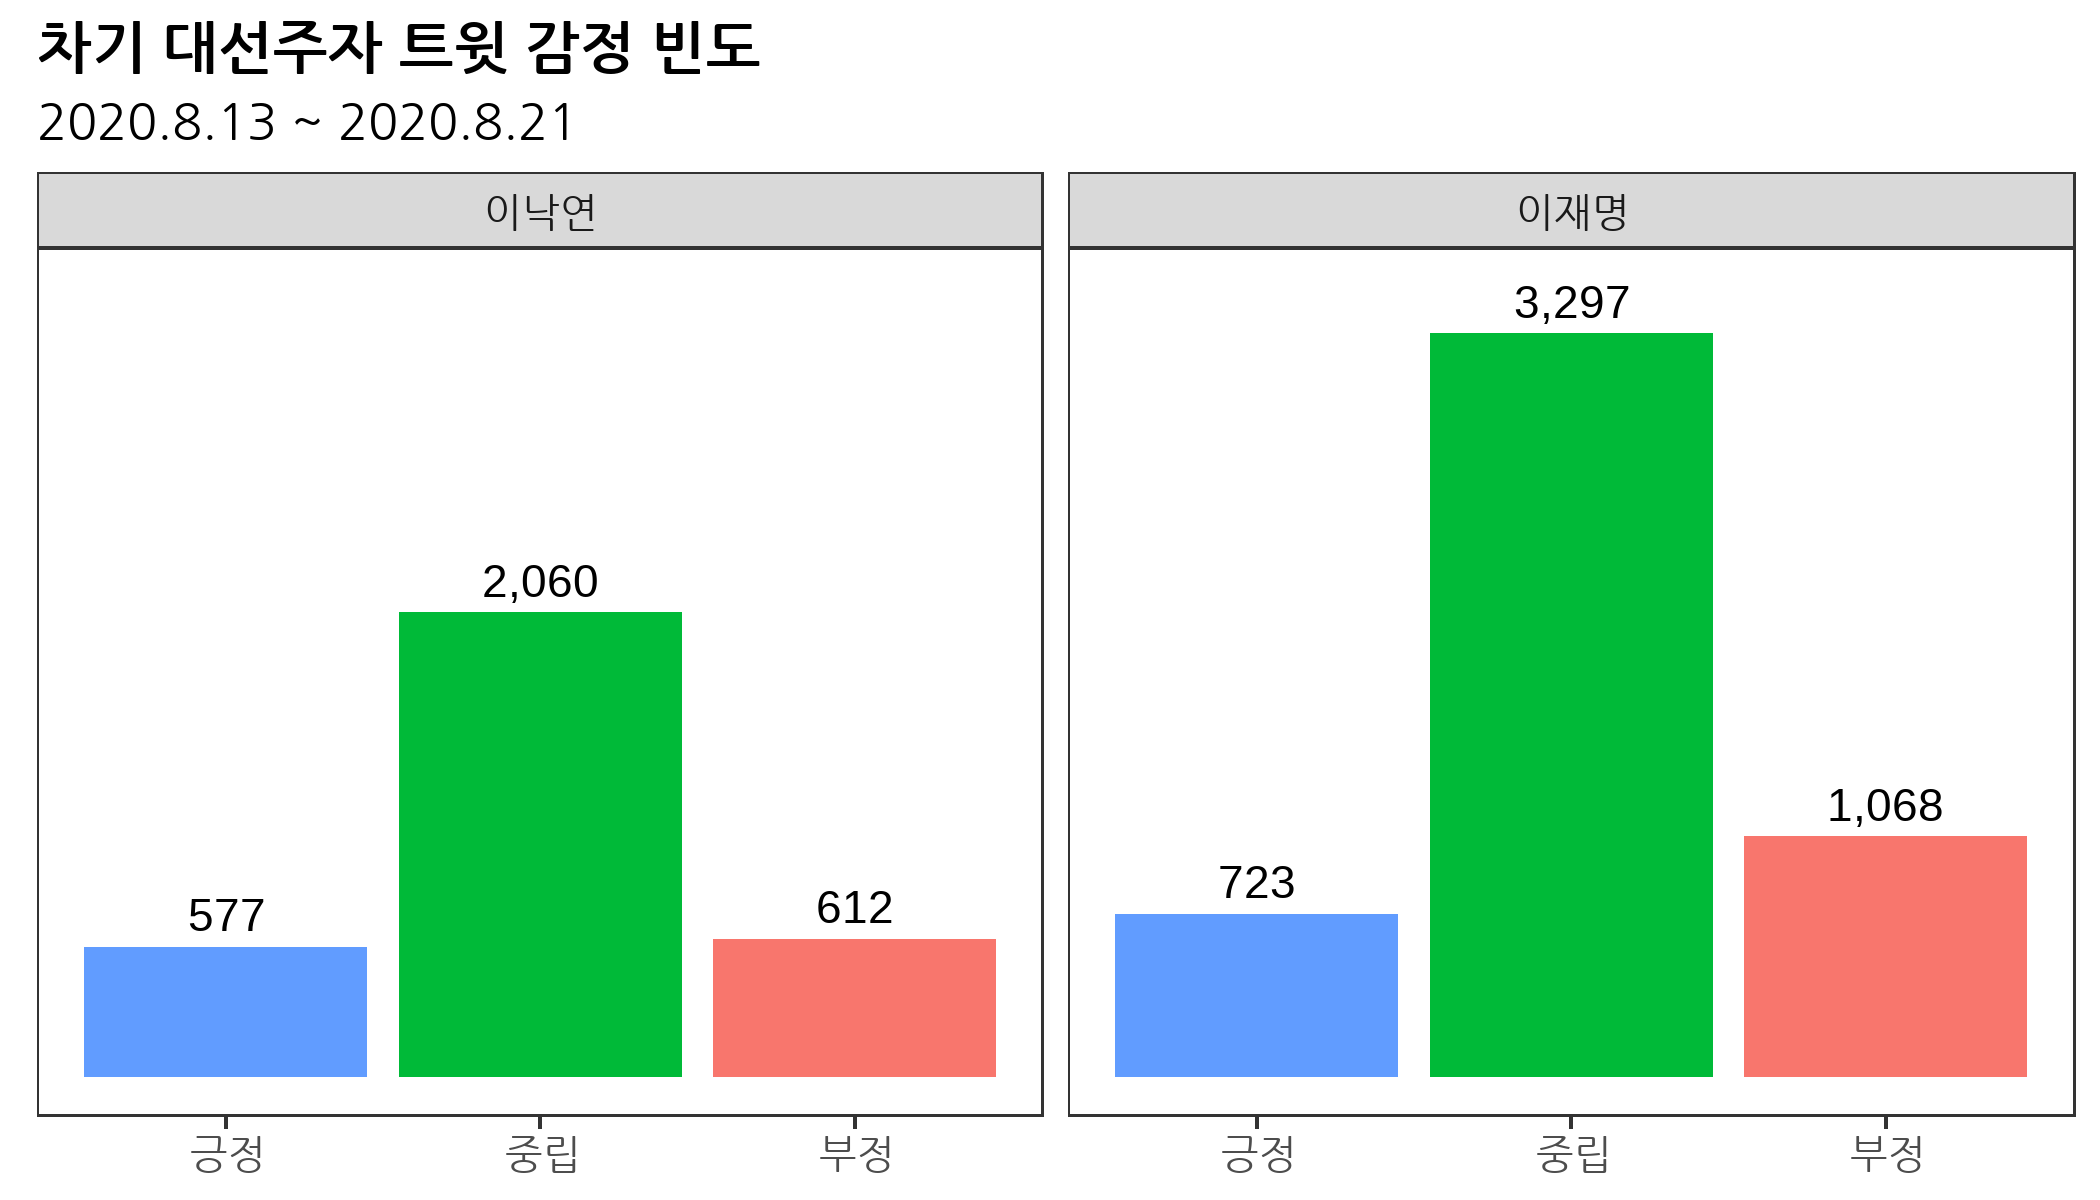 차기 대선주자 트윗 감정 빈도
2020.8.13 ~ 2020.8.21
이낙연
577
2,060
612
긍정
중립
부정
이재명
723
3,297
1,068
긍정
중립
부정